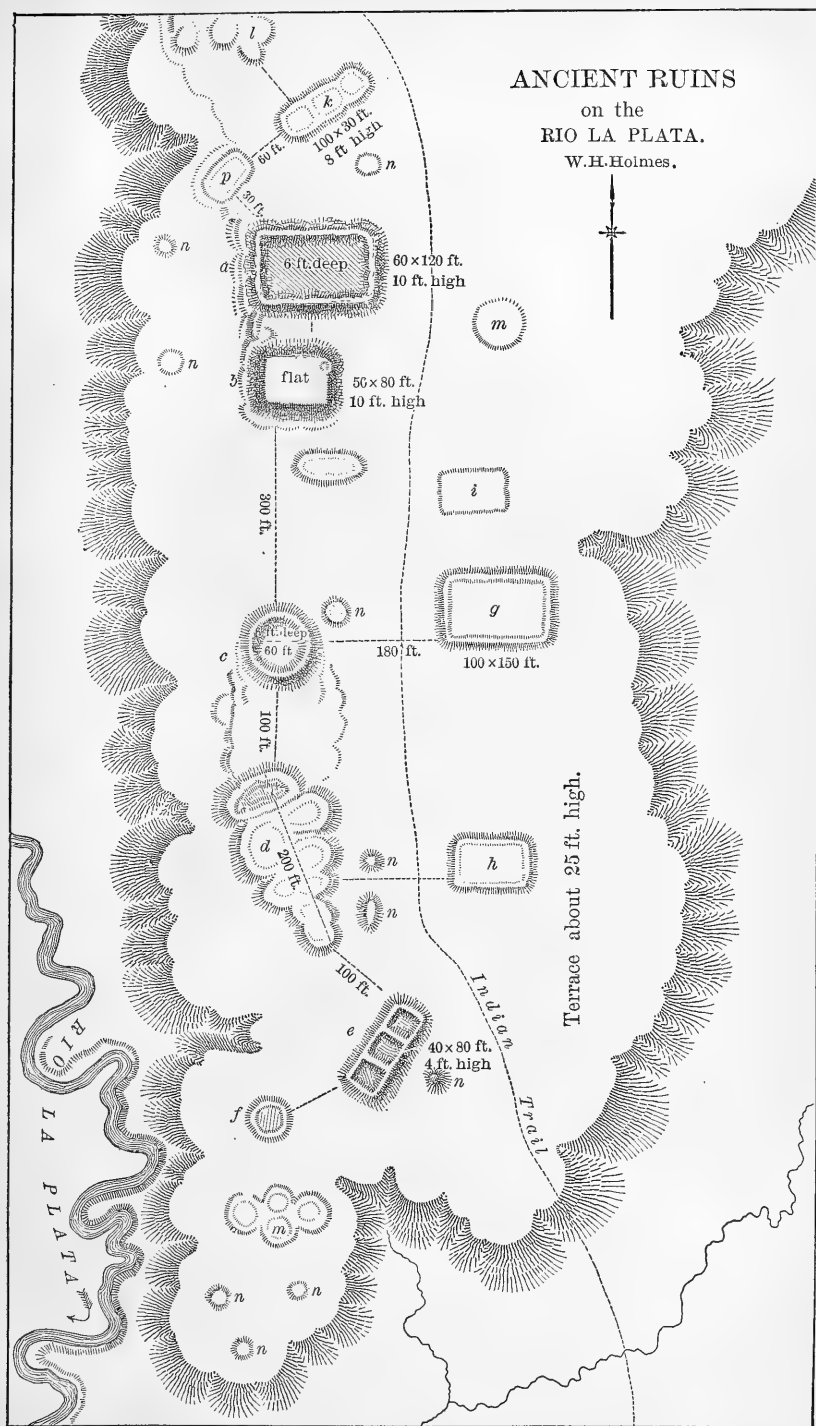 ANCIENT RUINS
on the
RIO LA PLATA.
W.H.Holmes.
l
k
100 × 30 ft.
8 ft high
60 ft.
n
p
30 ft.
n
a
6 ft. deep
60 × 120 ft.
10 ft. high
m
n
b
flat
50 × 80 ft.
10 ft. high
300 ft.
i
n
g
c
6 ft. deep
60 ft
180 ft.
100 × 150 ft.
100 ft.
d
200 ft.
n
h
n
Terrace about 25 ft. high.
100 ft.
Indian Trail
e
40 × 80 ft.
4 ft. high
n
f
RIO
LA PLATA
m
n
n
n